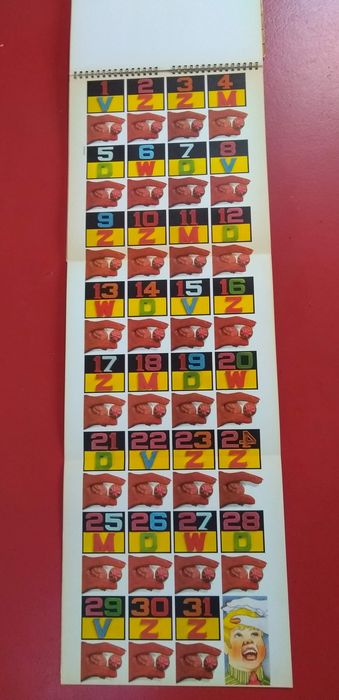 1 2 3 4
V Z Z M
5 6 7 8
D W D V
9 10 11 12
Z Z M D
13 14 15 16
W D V Z
17 18 19 20
Z M D W
21 22 23 24
D V Z Z
25 26 27 28
M D W D
29 30 31
V Z Z